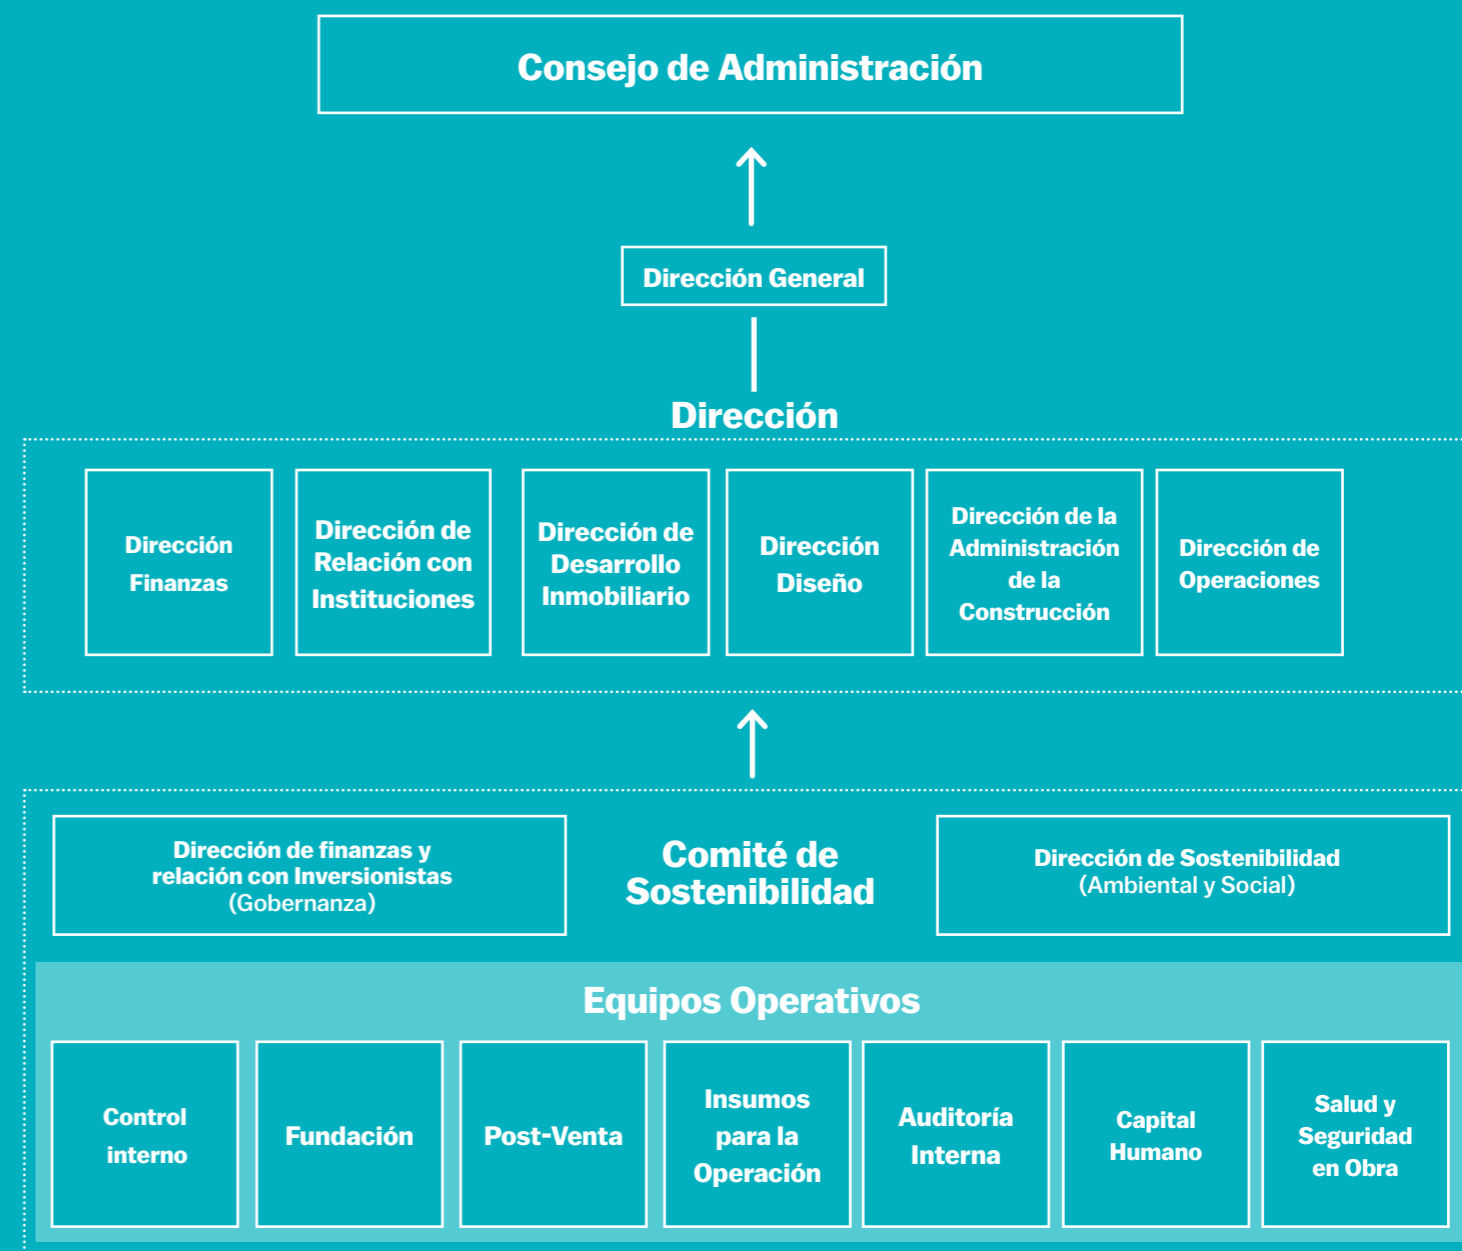 Consejo de Administración
Dirección General
Dirección
Dirección
Finanzas
Dirección de
Relación con
Instituciones
Dirección de
Desarrollo
Inmobiliario
Dirección
Diseño
Dirección de la
Administración
de la
Construcción
Dirección de
Operaciones
Dirección de finanzas y
relación con Inversionistas
(Gobernanza)
Comité de
Sostenibilidad
Dirección de Sostenibilidad
(Ambiental y Social)
Equipos Operativos
Control
interno
Fundación
Post-Venta
Insumos
para la
Operación
Auditoría
Interna
Capital
Humano
Salud y
Seguridad
en Obra